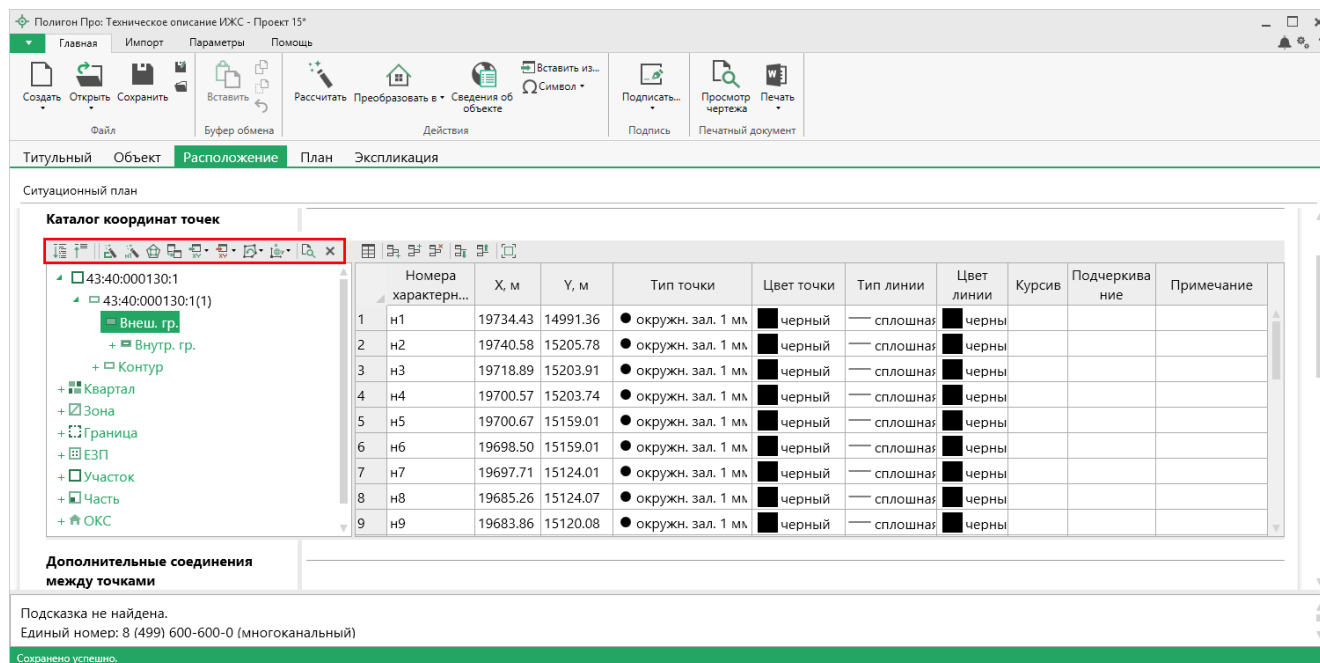 Полигон Про: Техническое описание ИЖС - Проект 15*
Главная Импорт Параметры Помощь
Создать Открыть Сохранить Вставить Рассчитать Преобразовать в Сведения об объекте Вставить из... Символ Подписать... Просмотр чертежа Печать
Файл Буфер обмена Действия Подпись Печатный документ
Титульный Объект Расположение План Экспликация
Ситуационный план
Каталог координат точек
43:40:000130:1
43:40:000130:1(1)
Внеш. гр.
+ Внутр. гр.
+ Контур
+ Квартал
+ Зона
+ Граница
+ ЕЗП
+ Участок
+ Часть
+ ОКС
Номера характерн... X, м Y, м Тип точки Цвет точки Тип линии Цвет линии Курсив Подчеркива ние Примечание
1 н1 19734.43 14991.36 окружн. зал. 1 мм черный сплошная черны
2 н2 19740.58 15205.78 окружн. зал. 1 мм черный сплошная черны
3 н3 19718.89 15203.91 окружн. зал. 1 мм черный сплошная черны
4 н4 19700.57 15203.74 окружн. зал. 1 мм черный сплошная черны
5 н5 19700.67 15159.01 окружн. зал. 1 мм черный сплошная черны
6 н6 19698.50 15159.01 окружн. зал. 1 мм черный сплошная черны
7 н7 19697.71 15124.01 окружн. зал. 1 мм черный сплошная черны
8 н8 19685.26 15124.07 окружн. зал. 1 мм черный сплошная черны
9 н9 19683.86 15120.08 окружн. зал. 1 мм черный сплошная черны
Дополнительные соединения
между точками
Подсказка не найдена.
Единый номер: 8 (499) 600-600-0 (многоканальный)
Сохранено успешно.